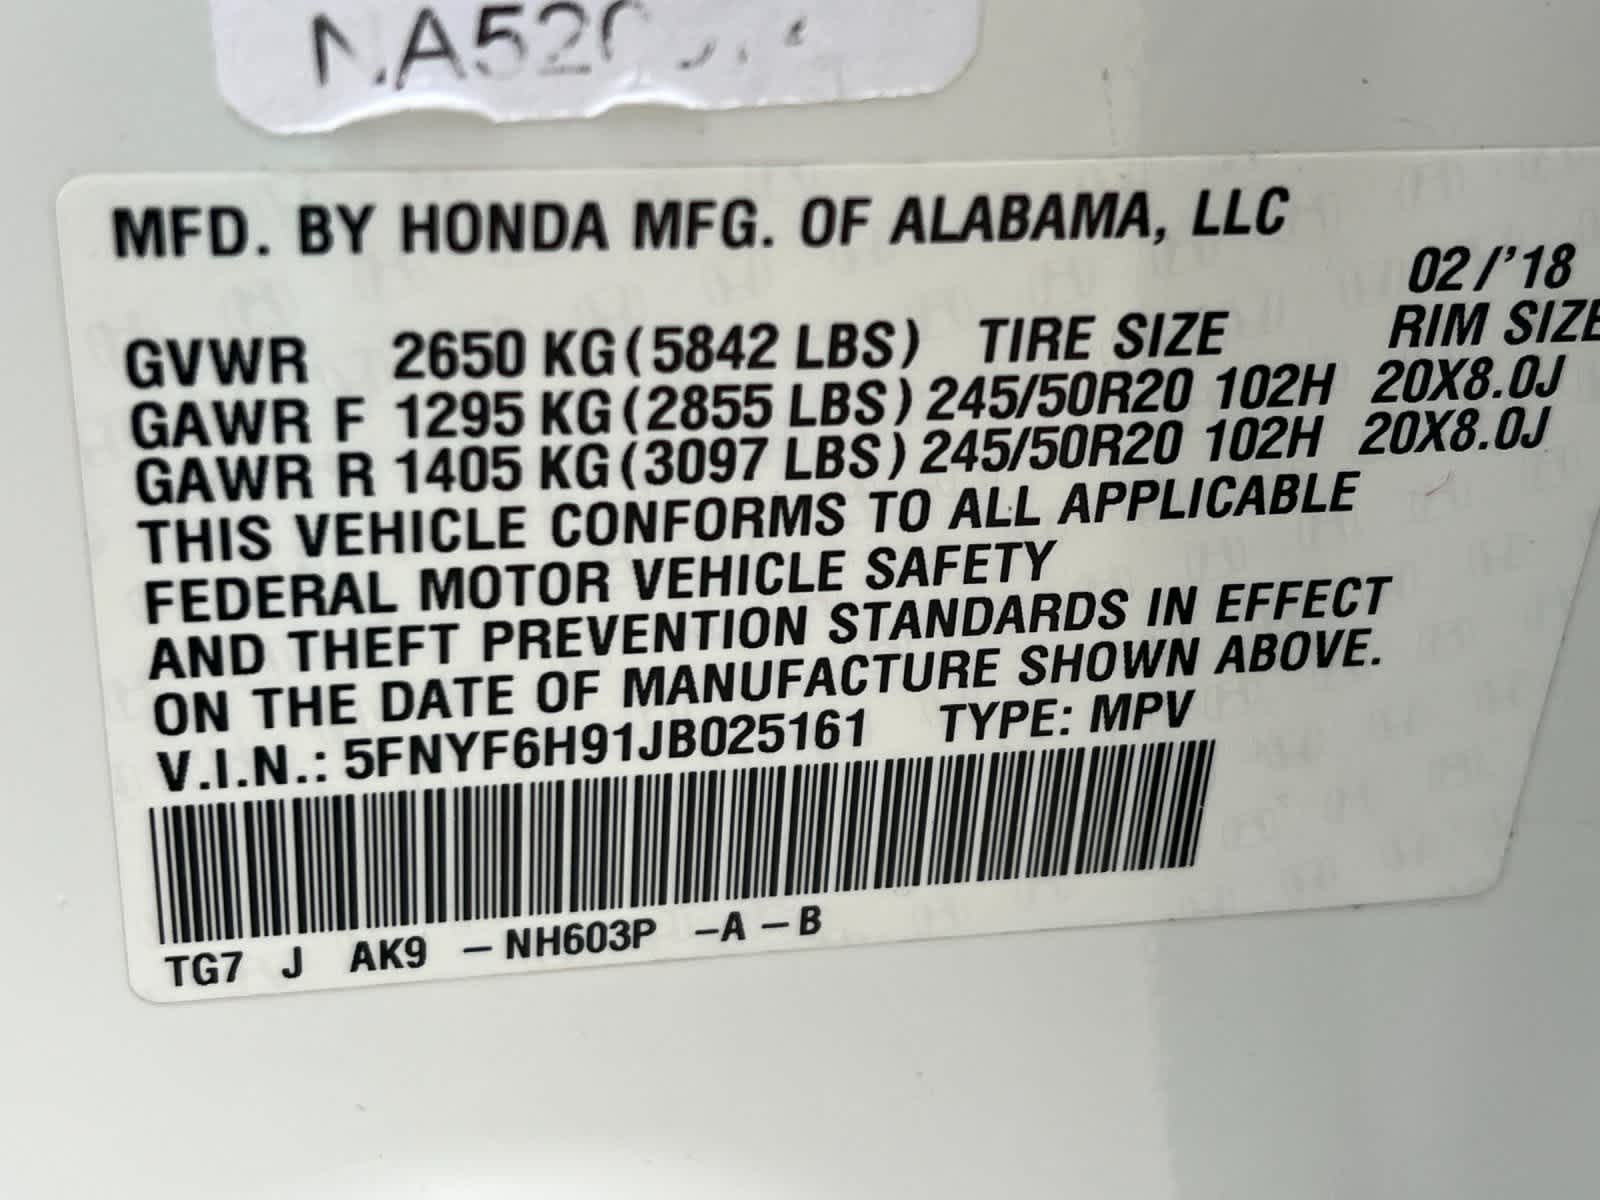 MFD. BY HONDA MFG. OF ALABAMA, LLC
02/'18
GVWR 2650 KG (5842 LBS) TIRE SIZE RIM SIZE
GAWR F 1295 KG (2855 LBS) 245/50R20 102H 20X8.0J
GAWR R 1405 KG (3097 LBS) 245/50R20 102H 20X8.0J
THIS VEHICLE CONFORMS TO ALL APPLICABLE
FEDERAL MOTOR VEHICLE SAFETY
AND THEFT PREVENTION STANDARDS IN EFFECT
ON THE DATE OF MANUFACTURE SHOWN ABOVE.
V.I.N.: 5FNYF6H91JB025161 TYPE: MPV
TG7 J AK9 – NH603P –A – B